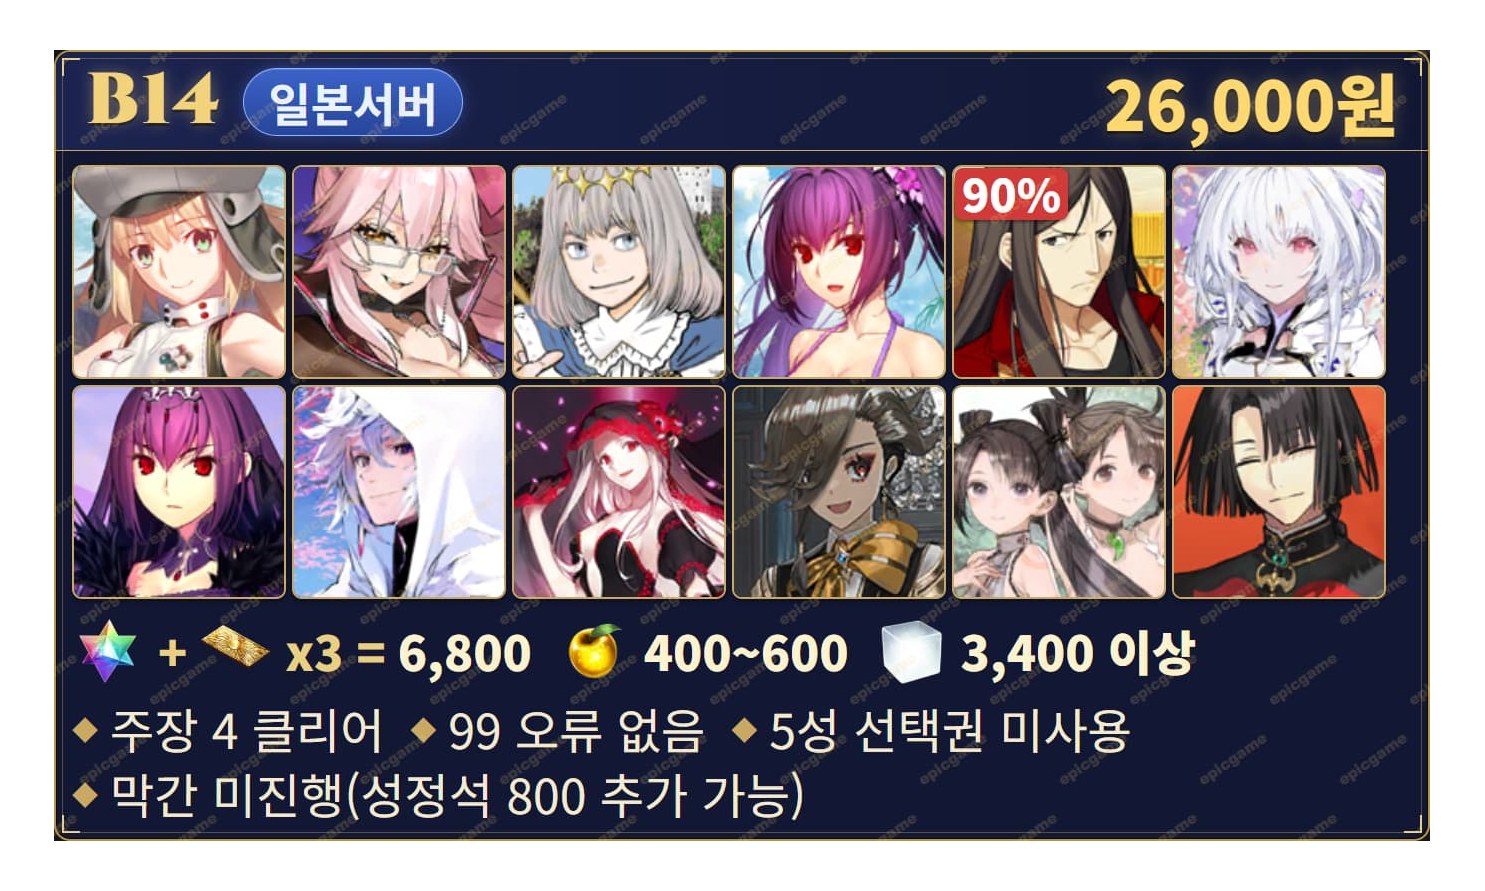 B14 일본서버 26,000원
90%
+ x3 = 6,800 400~600 3,400 이상
◆ 주장 4 클리어 ◆ 99 오류 없음 ◆ 5성 선택권 미사용
◆ 막간 미진행(성정석 800 추가 가능)
epicgame